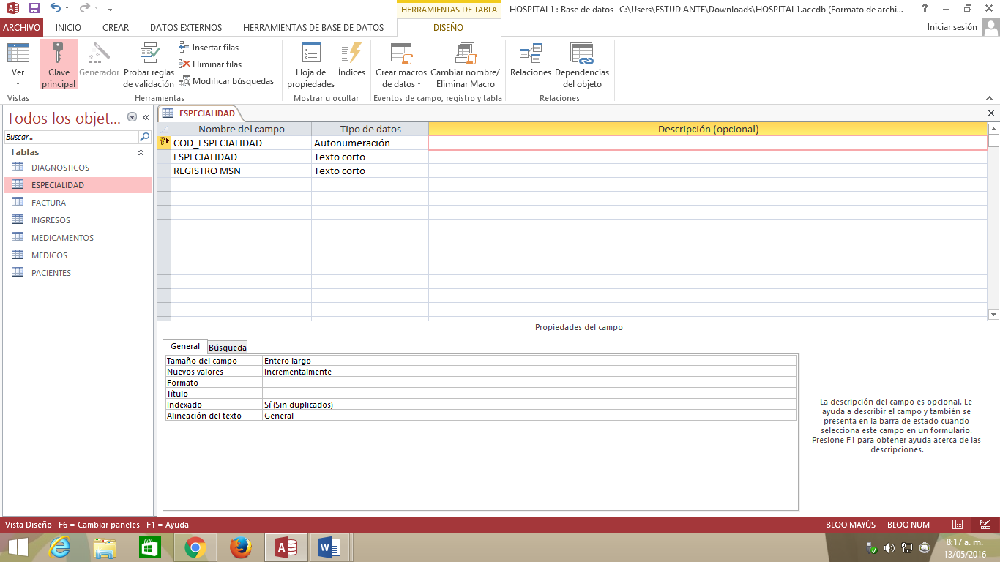 HERRAMIENTAS DE TABLA
HOSPITAL1 : Base de datos- C:\Users\ESTUDIANTE\Downloads\HOSPITAL1.accdb (Formato de archi...
ARCHIVO INICIO CREAR DATOS EXTERNOS HERRAMIENTAS DE BASE DE DATOS DISEÑO Iniciar sesión
Ver
Clave principal
Generador
Probar reglas de validación
Insertar filas
Eliminar filas
Modificar búsquedas
Hoja de propiedades
Índices
Crear macros de datos
Cambiar nombre/ Eliminar Macro
Relaciones
Dependencias del objeto
Vistas Herramientas Mostrar u ocultar Eventos de campo, registro y tabla Relaciones
Todos los objet...
Buscar...
Tablas
DIAGNOSTICOS
ESPECIALIDAD
FACTURA
INGRESOS
MEDICAMENTOS
MEDICOS
PACIENTES
ESPECIALIDAD
Nombre del campo Tipo de datos Descripción (opcional)
COD_ESPECIALIDAD Autonumeración
ESPECIALIDAD Texto corto
REGISTRO MSN Texto corto
Propiedades del campo
General Búsqueda
Tamaño del campo Entero largo
Nuevos valores Incrementalmente
Formato
Título
Indexado Sí (Sin duplicados)
Alineación del texto General
La descripción del campo es opcional. Le
ayuda a describir el campo y también se
presenta en la barra de estado cuando
selecciona este campo en un formulario.
Presione F1 para obtener ayuda acerca de las
descripciones.
Vista Diseño. F6 = Cambiar paneles. F1 = Ayuda. BLOQ MAYÚS BLOQ NUM
8:17 a. m.
13/05/2016